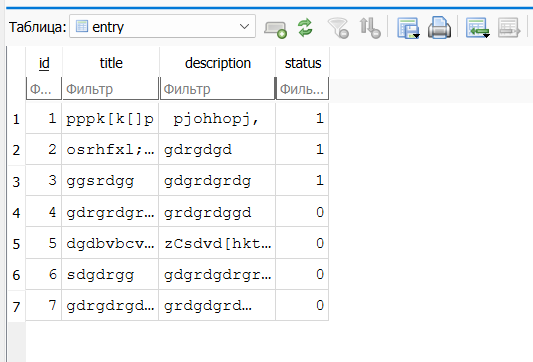 Таблица: entry
id title description status
Ф... Фильтр Фильтр Филь...
1 1 pppk[k[]p pjohhopj, 1
2 2 osrhfxl;... gdrgdgd 1
3 3 ggsrdgg gdgrdgrdg 1
4 4 gdrgrdgr... grdgrdggd 0
5 5 dgdbvbcv... zCsdvd[hkt... 0
6 6 sdgdrgg gdgrdgdrgr... 0
7 7 gdrgdrgd... grdgdgrd... 0